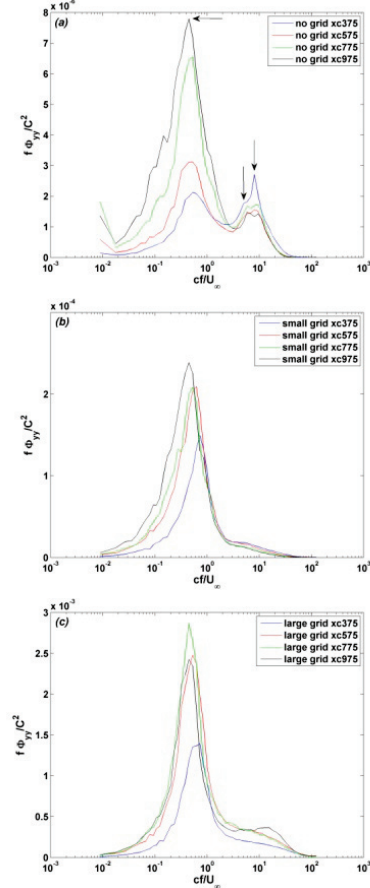 x 10⁻⁶
(a)
no grid xc375
no grid xc575
no grid xc775
no grid xc975
8
7
6
5
4
3
2
1
0
f Φyy/C²
10⁻³ 10⁻² 10⁻¹ 10⁰ 10¹ 10² 10³
cf/U∞
x 10⁻⁴
(b)
small grid xc375
small grid xc575
small grid xc775
small grid xc975
2
1
0
f Φyy/C²
10⁻³ 10⁻² 10⁻¹ 10⁰ 10¹ 10² 10³
cf/U∞
x 10⁻³
(c)
large grid xc375
large grid xc575
large grid xc775
large grid xc975
3
2.5
2
1.5
1
0.5
0
f Φyy/C²
10⁻³ 10⁻² 10⁻¹ 10⁰ 10¹ 10² 10³
cf/U∞